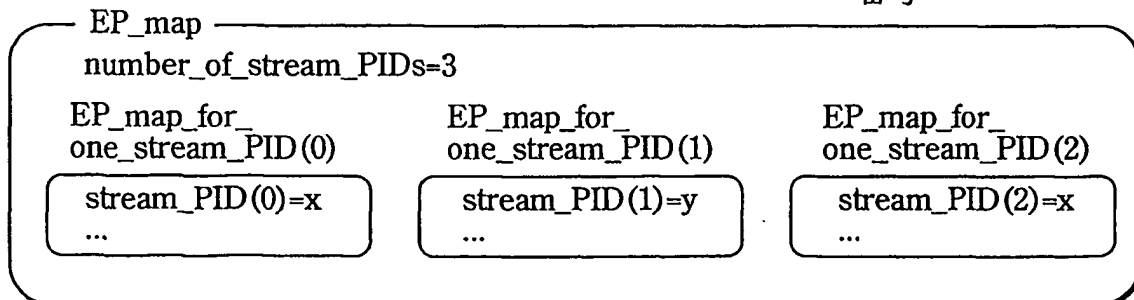 EP_map
number_of_stream_PIDs=3
EP_map_for_
one_stream_PID(0)
stream_PID(0)=x
...
EP_map_for_
one_stream_PID(1)
stream_PID(1)=y
...
EP_map_for_
one_stream_PID(2)
stream_PID(2)=x
...